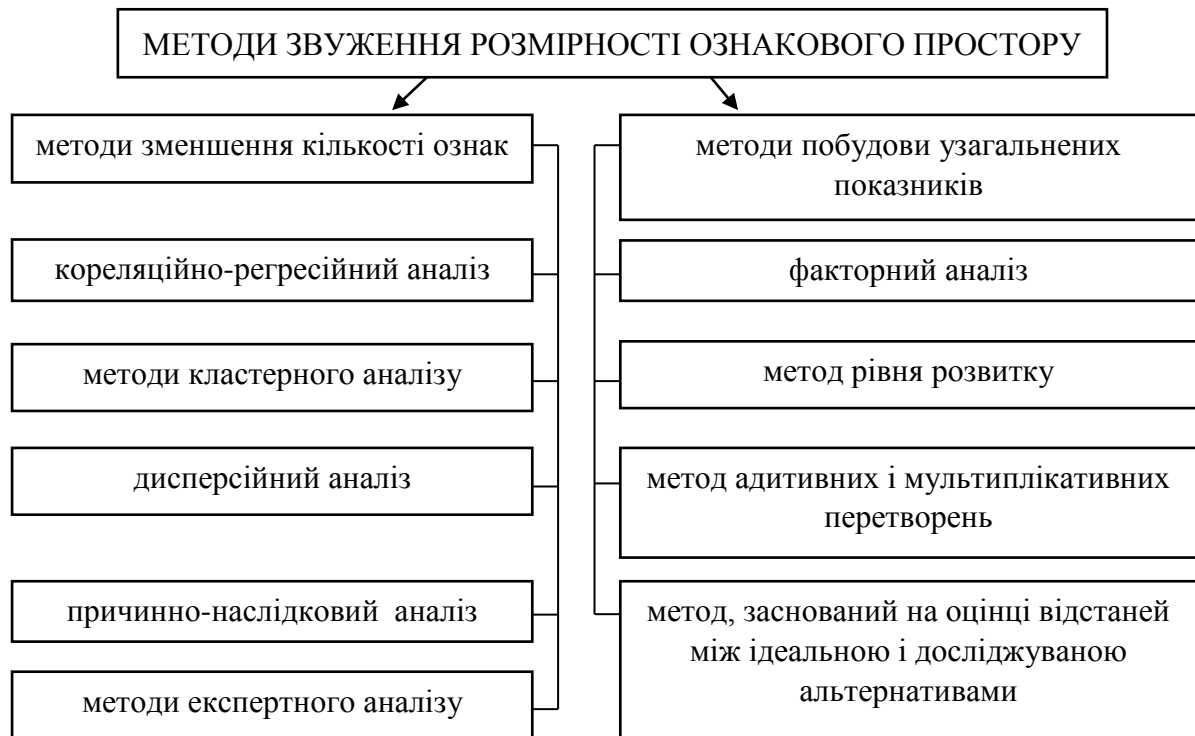 МЕТОДИ ЗВУЖЕННЯ РОЗМІРНОСТІ ОЗНАКОВОГО ПРОСТОРУ
методи зменшення кількості ознак
кореляційно-регресійний аналіз
методи кластерного аналізу
дисперсійний аналіз
причинно-наслідковий аналіз
методи експертного аналізу
методи побудови узагальнених
показників
факторний аналіз
метод рівня розвитку
метод адитивних і мультиплікативних
перетворень
метод, заснований на оцінці відстаней
між ідеальною і досліджуваною
альтернативами